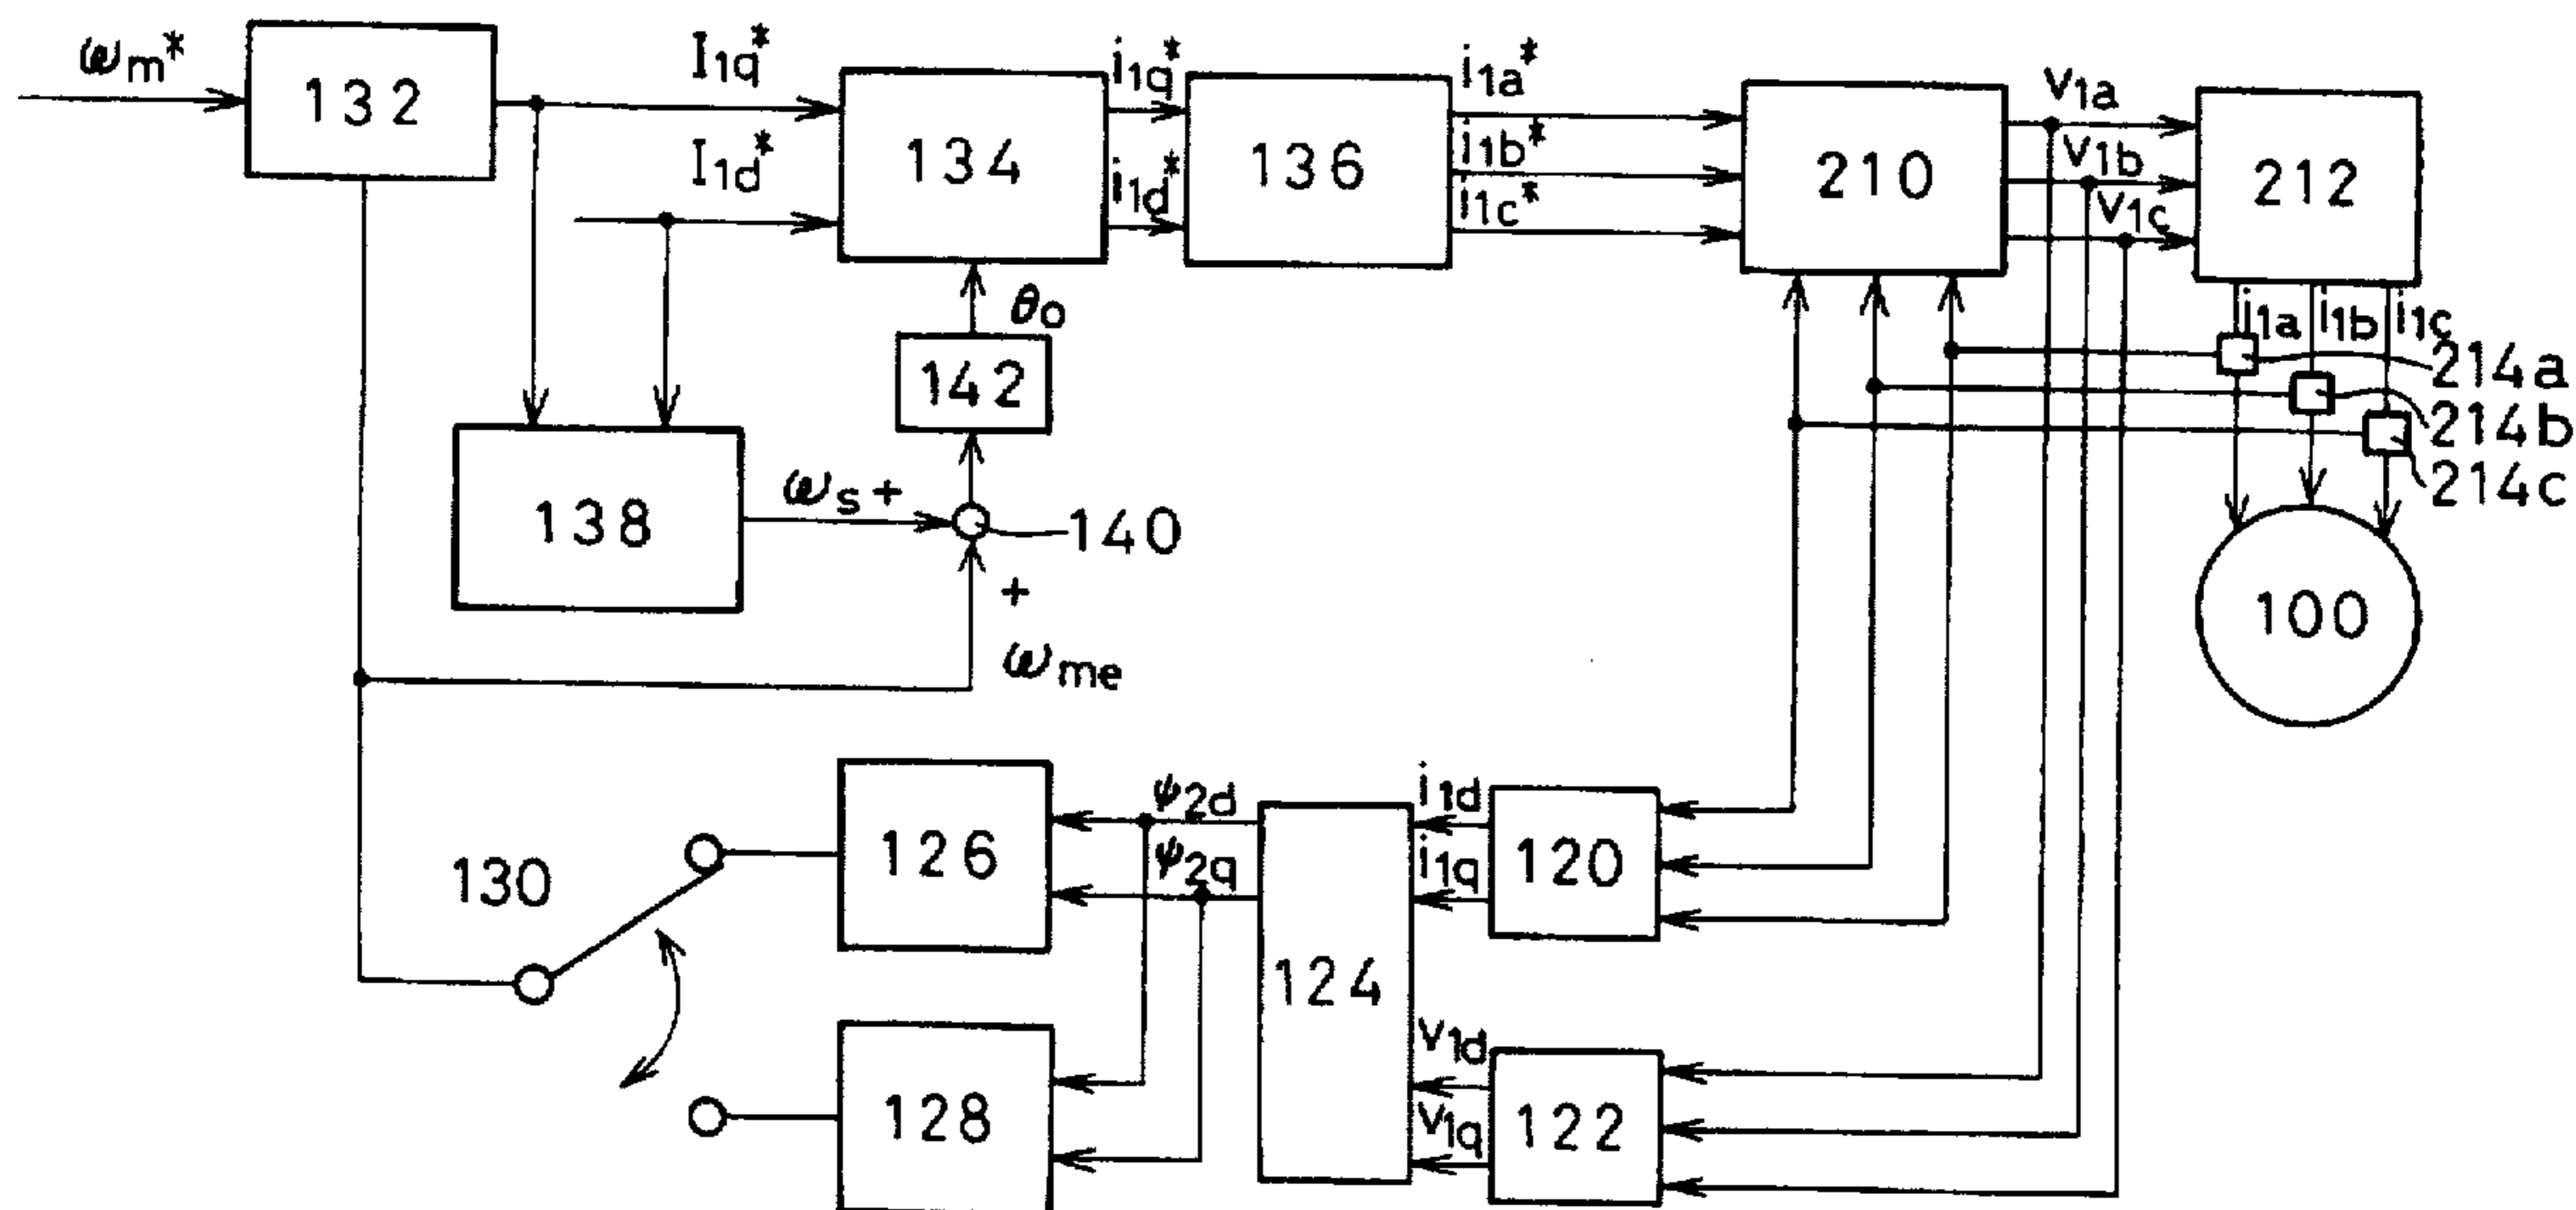 ωm*
132
I1q*
I1d*
134
i1q*
i1d*
136
i1a*
i1b*
i1c*
210
v1a
v1b
v1c
212
i1a
i1b
i1c
214a
214b
214c
100
θo
142
138
ωs +
140
+
ωme
130
126
ψ2d
ψ2q
128
124
i1d
i1q
120
v1d
v1q
122